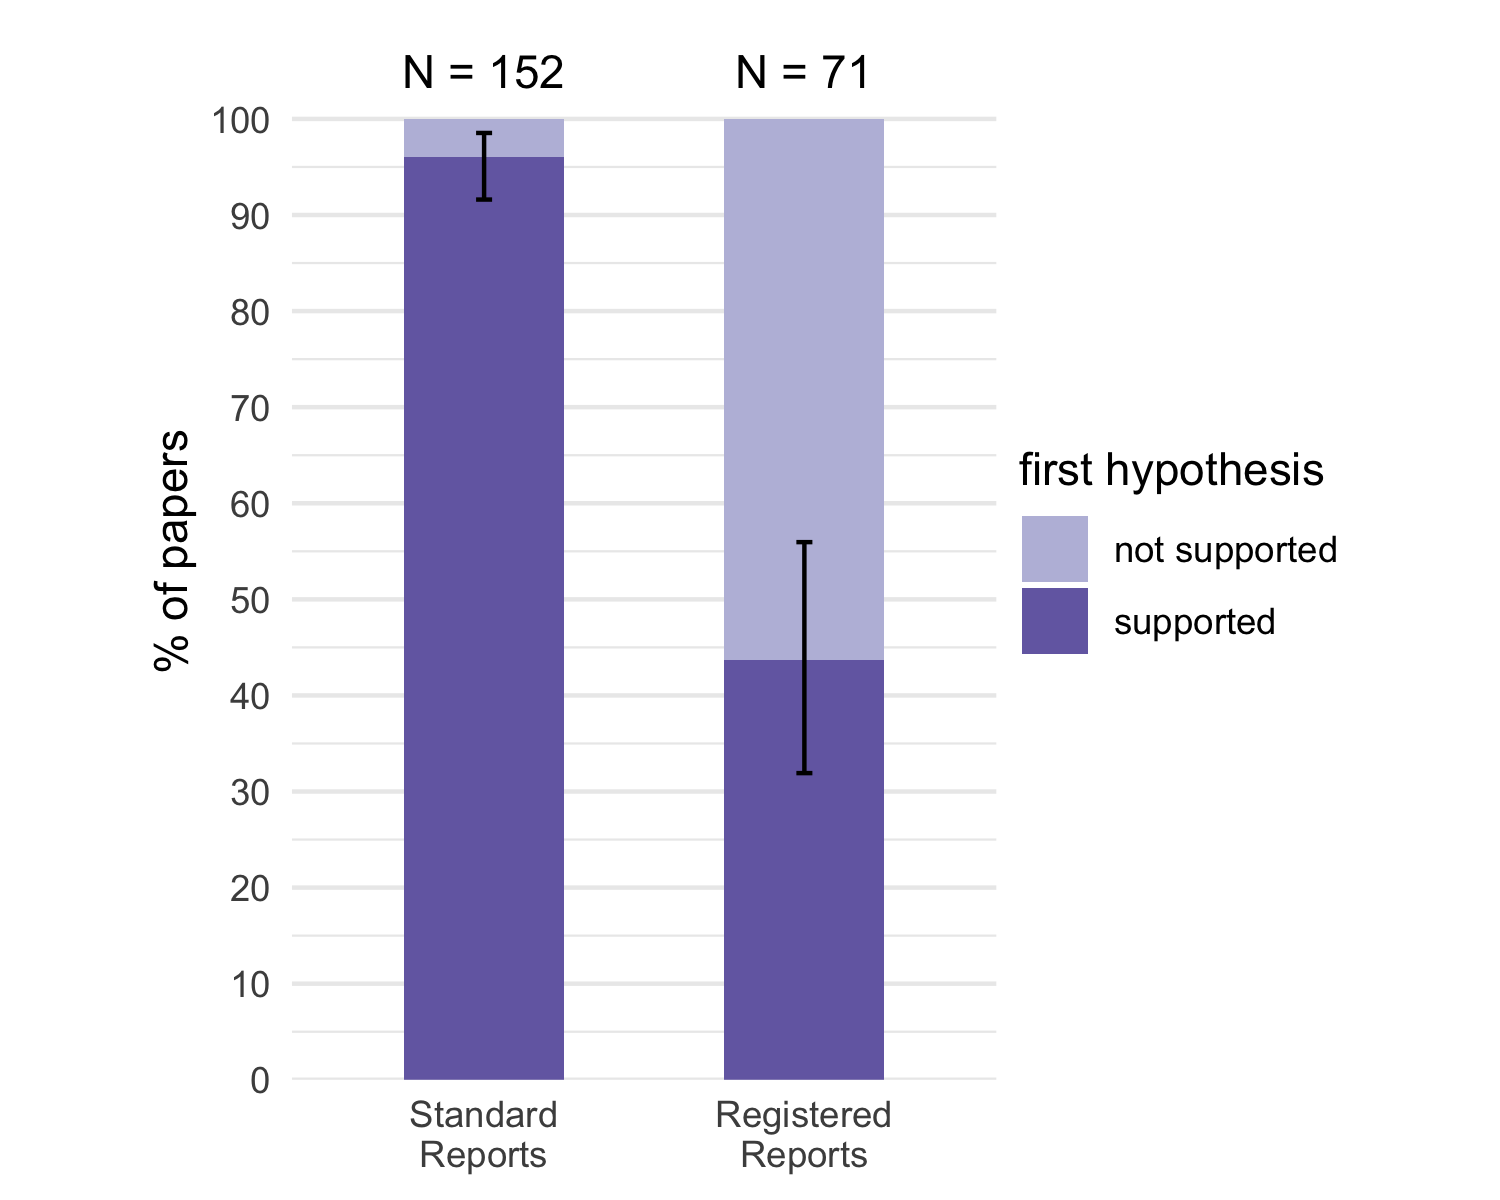 N = 152
N = 71
100
90
80
70
60
50
40
30
20
10
0
% of papers
Standard
Reports
Registered
Reports
first hypothesis
not supported
supported